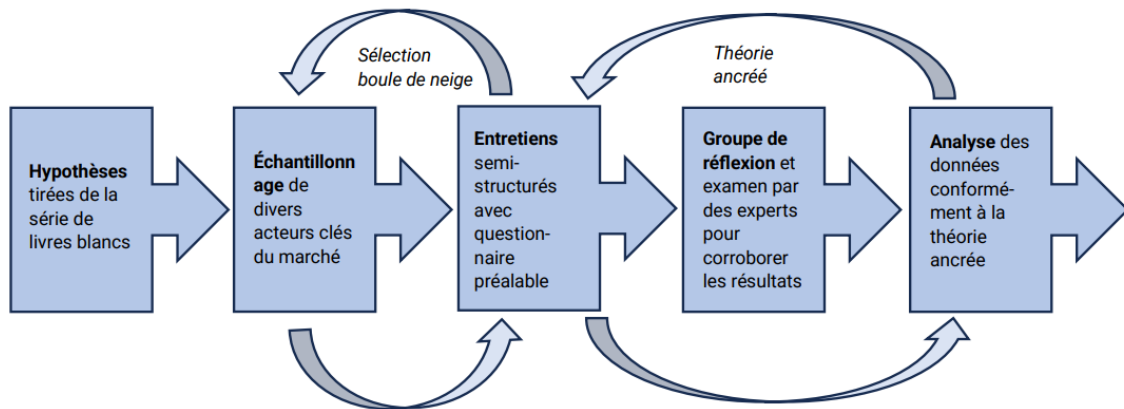 Sélection
boule de neige
Théorie
ancréé
Hypothèses
tirées de la
série de
livres blancs
Échantillonn
age de
divers
acteurs clés
du marché
Entretiens
semi-
structurés
avec
question-
naire
préalable
Groupe de
réflexion et
examen par
des experts
pour
corroborer
les résultats
Analyse des
données
conformé-
ment à la
théorie
ancrée